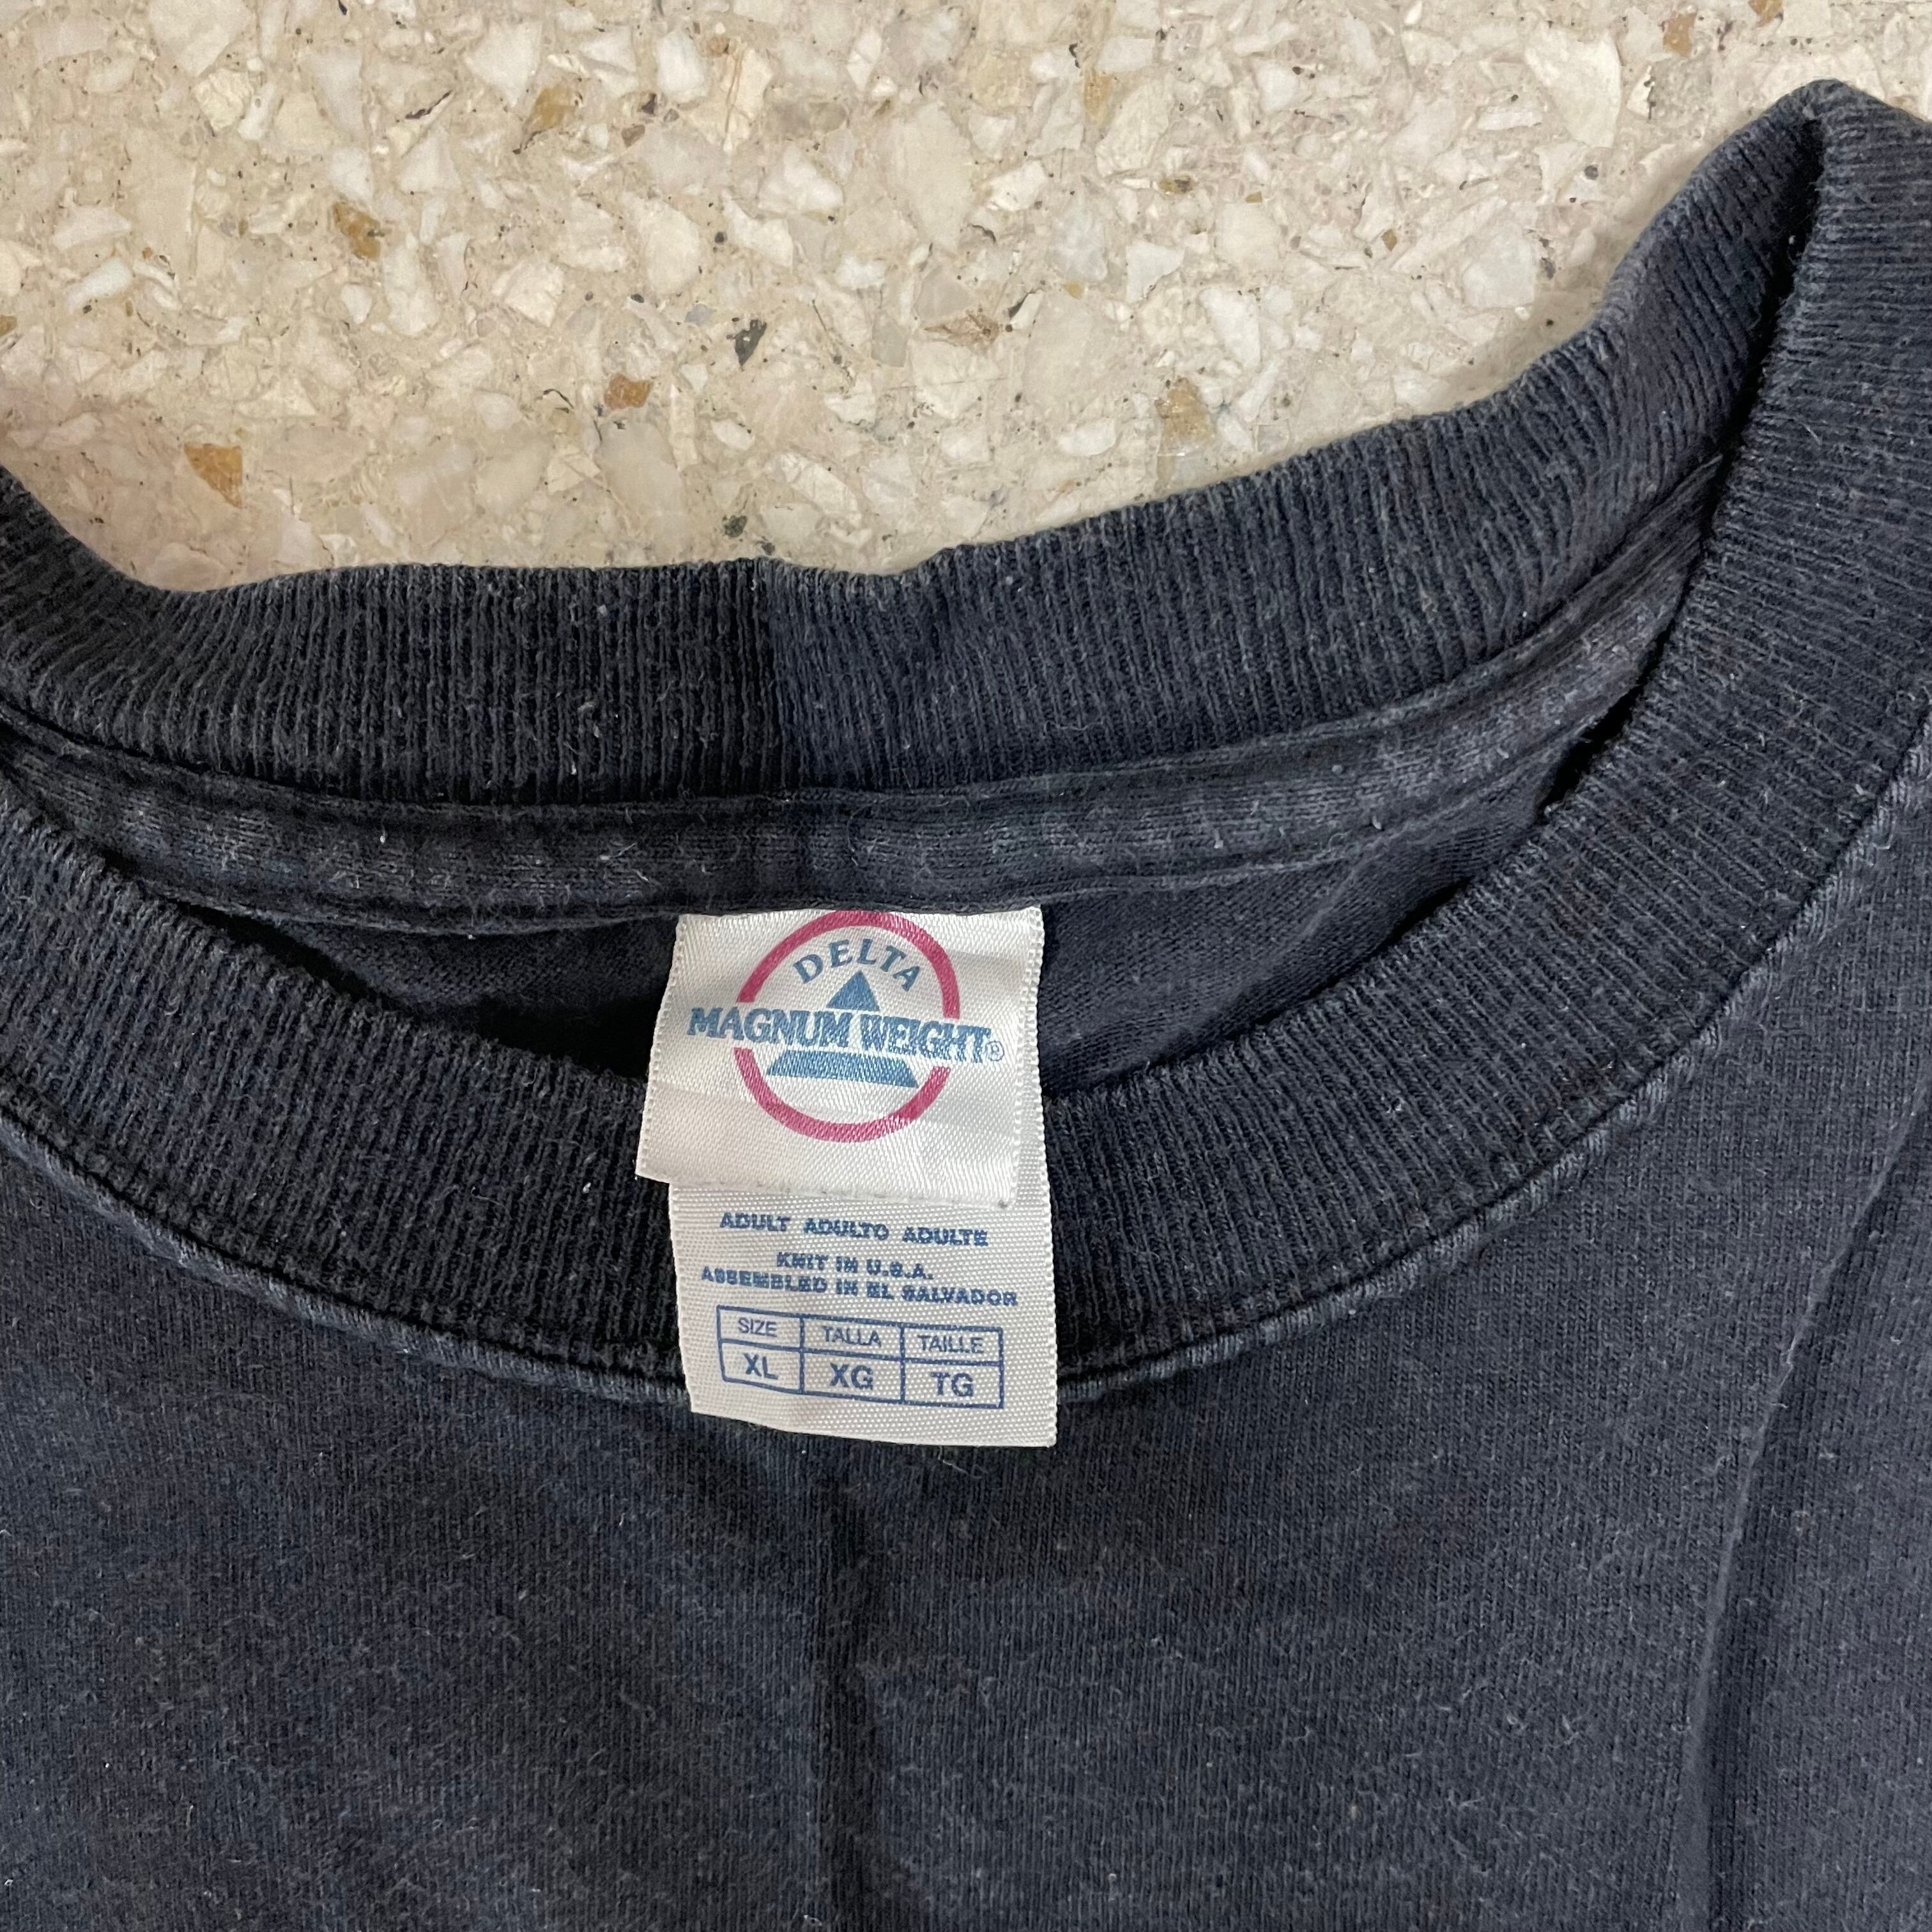 DELTA
MAGNUM WEIGHT®
ADULT ADULTO ADULTE
KNIT IN U.S.A.
ASSEMBLED IN EL SALVADOR
SIZE TALLA TAILLE
XL XG TG